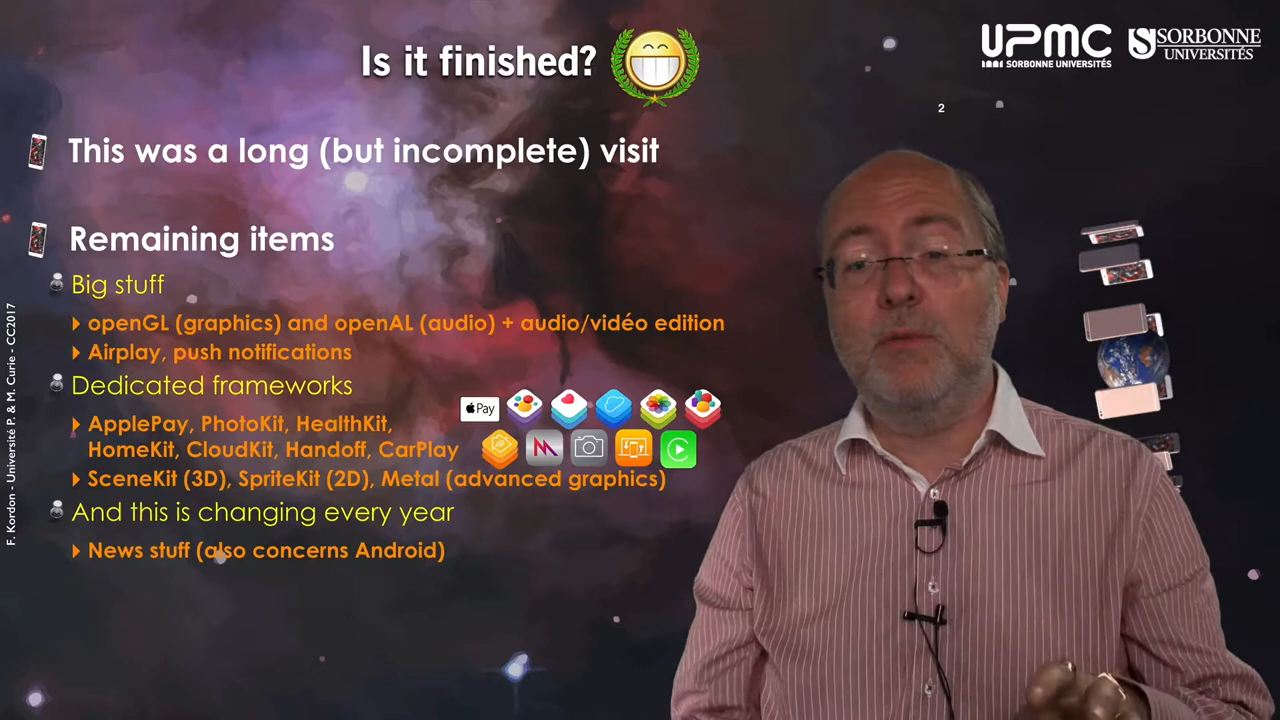 Is it finished?
UPMC
SORBONNE UNIVERSITÉS
SORBONNE
UNIVERSITÉS
2
This was a long (but incomplete) visit
Remaining items
Big stuff
openGL (graphics) and openAL (audio) + audio/vidéo edition
Airplay, push notifications
Dedicated frameworks
ApplePay, PhotoKit, HealthKit,
HomeKit, CloudKit, Handoff, CarPlay
Pay
SceneKit (3D), SpriteKit (2D), Metal (advanced graphics)
And this is changing every year
News stuff (also concerns Android)
F. Kordon - Université P. & M. Curie - CC2017